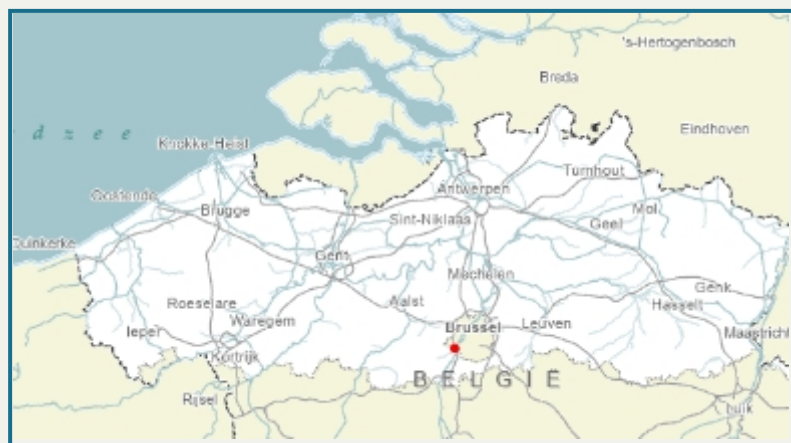 's-Hertogenbosch
Breda
d z e e
Eindhoven
Knokke-Heist
Turnhout
Oostende
Antwerpen
Mol
Brugge
Sint-Niklaas
Geel
Duinkerke
Gent
Mechelen
Genk
Roeselare
Aalst
Hasselt
Ieper
Waregem
Brussel
Leuven
Maastricht
Kortrijk
BELGIË
Rijsel
Luik